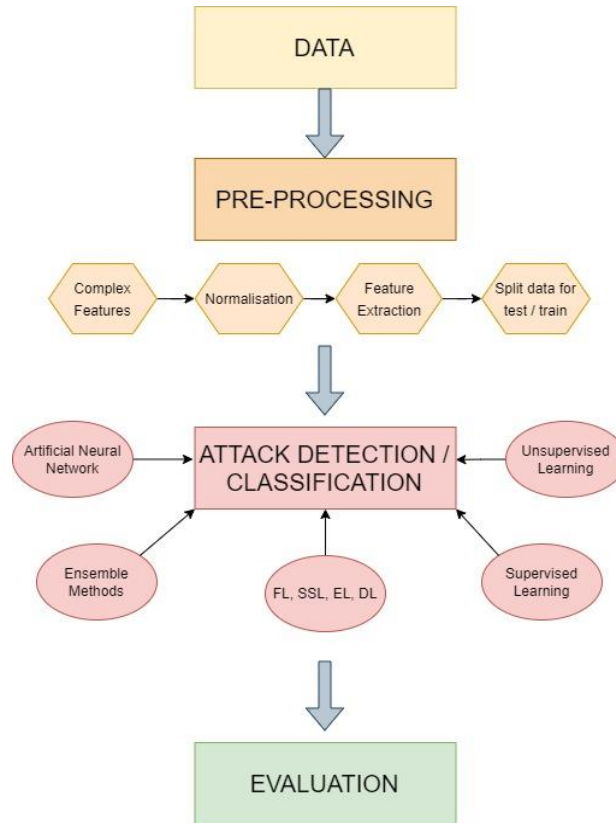 DATA
PRE-PROCESSING
Complex
Features
Normalisation
Feature
Extraction
Split data for
test / train
Artificial Neural
Network
ATTACK DETECTION /
CLASSIFICATION
Unsupervised
Learning
Ensemble
Methods
FL, SSL, EL, DL
Supervised
Learning
EVALUATION